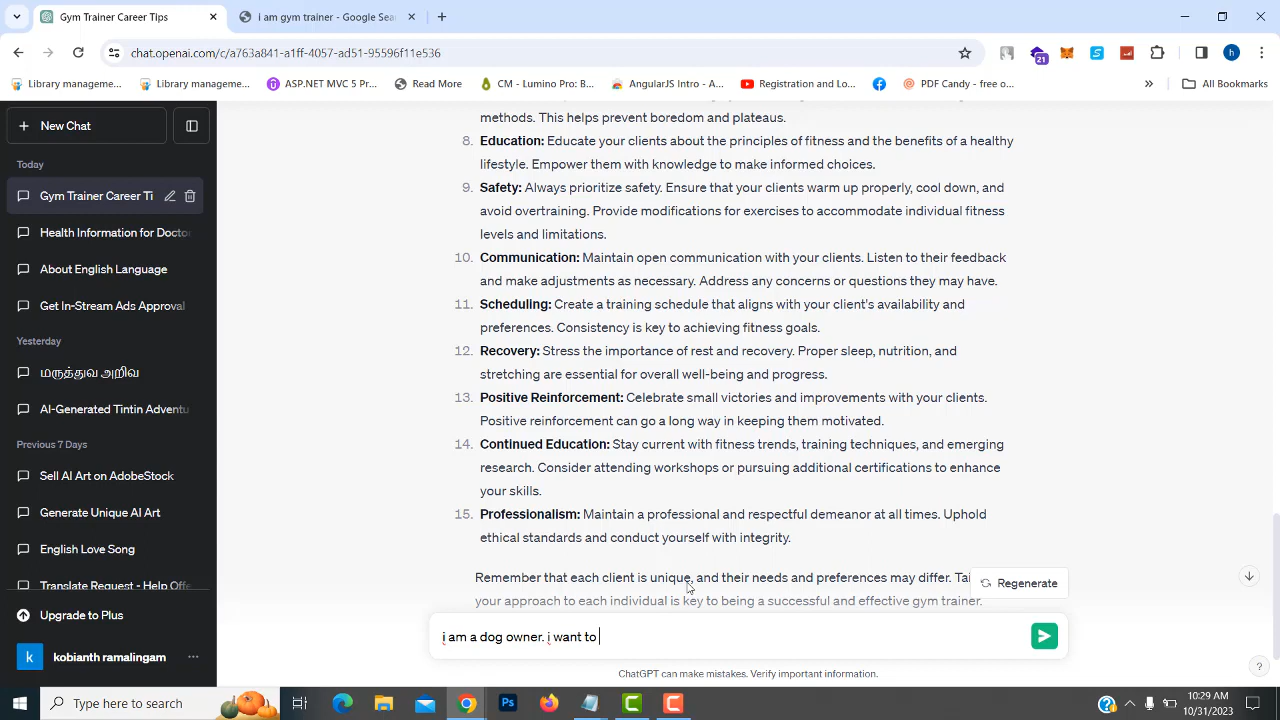 Gym Trainer Career Tips
i am gym trainer - Google Sea
chat.openai.com/c/a763a841-a1ff-4057-ad51-95596f11e536
21
h
Library manageme...
Library manageme...
ASP.NET MVC 5 Pr...
Read More
CM - Lumino Pro: B...
AngularJS Intro - A...
Registration and Lo...
PDF Candy - free o...
»
All Bookmarks
New Chat
Today
Gym Trainer Career Ti
Health Information for Docto
About English Language
Get In-Stream Ads Approval
Yesterday
மருத்துவ அறிவிய
AI-Generated Tintin Adventu
Previous 7 Days
Sell AI Art on AdobeStock
Generate Unique AI Art
English Love Song
Template Request - Help Offe
Upgrade to Plus
k
kobianth ramalingam
methods. This helps prevent boredom and plateaus.
8. Education: Educate your clients about the principles of fitness and the benefits of a healthy
lifestyle. Empower them with knowledge to make informed choices.
9. Safety: Always prioritize safety. Ensure that your clients warm up properly, cool down, and
avoid overtraining. Provide modifications for exercises to accommodate individual fitness
levels and limitations.
10. Communication: Maintain open communication with your clients. Listen to their feedback
and make adjustments as necessary. Address any concerns or questions they may have.
11. Scheduling: Create a training schedule that aligns with your client's availability and
preferences. Consistency is key to achieving fitness goals.
12. Recovery: Stress the importance of rest and recovery. Proper sleep, nutrition, and
stretching are essential for overall well-being and progress.
13. Positive Reinforcement: Celebrate small victories and improvements with your clients.
Positive reinforcement can go a long way in keeping them motivated.
14. Continued Education: Stay current with fitness trends, training techniques, and emerging
research. Consider attending workshops or pursuing additional certifications to enhance
your skills.
15. Professionalism: Maintain a professional and respectful demeanor at all times. Uphold
ethical standards and conduct yourself with integrity.
Remember that each client is unique, and their needs and preferences may differ. Tai
your approach to each individual is key to being a successful and effective gym trainer.
Regenerate
i am a dog owner. i want to
ChatGPT can make mistakes. Verify important information.
?
Type here to search
Ps
10:29 AM
10/31/2023